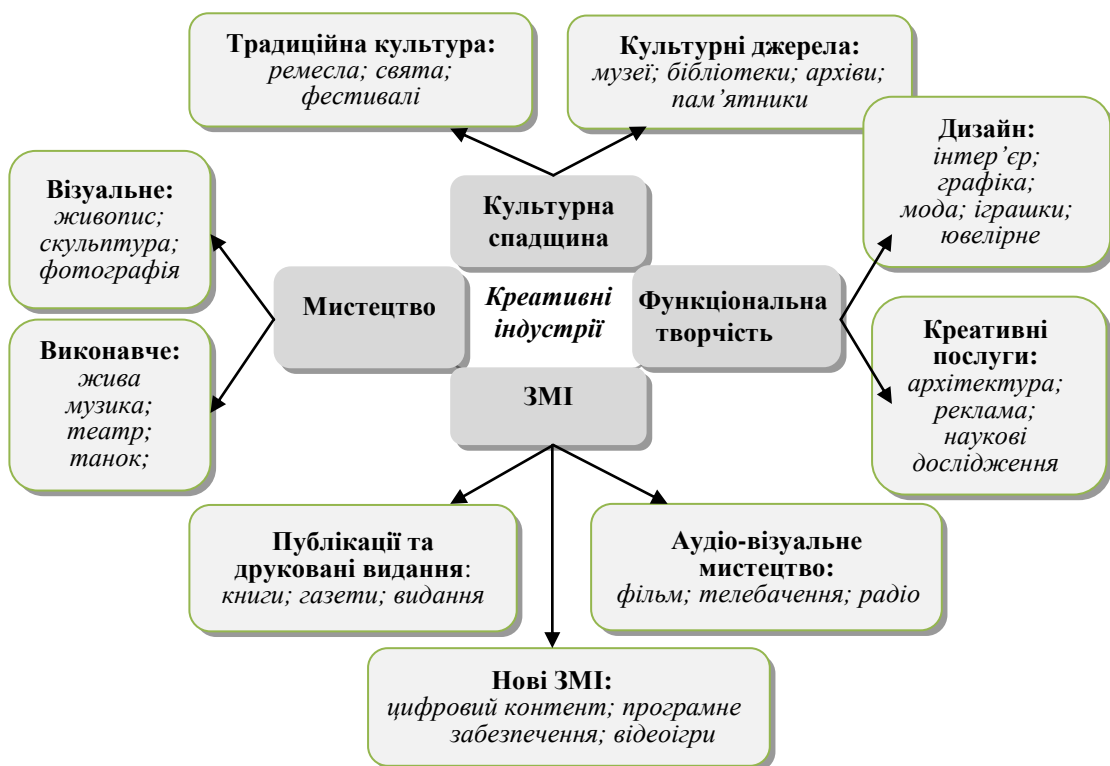 Традиційна культура:
ремесла; свята;
фестивалі
Культурні джерела:
музеї; бібліотеки; архіви;
пам’ятники
Дизайн:
інтер’єр;
графіка;
мода; іграшки;
ювелірне
Візуальне:
живопис;
скульптура;
фотографія
Культурна
спадщина
Мистецтво
Креативні
індустрії
Функціональна
творчість
Виконавче:
жива
музика;
театр;
танок;
ЗМІ
Креативні
послуги:
архітектура;
реклама;
наукові
дослідження
Публікації та
друковані видання:
книги; газети; видання
Аудіо-візуальне
мистецтво:
фільм; телебачення; радіо
Нові ЗМІ:
цифровий контент; програмне
забезпечення; відеоігри